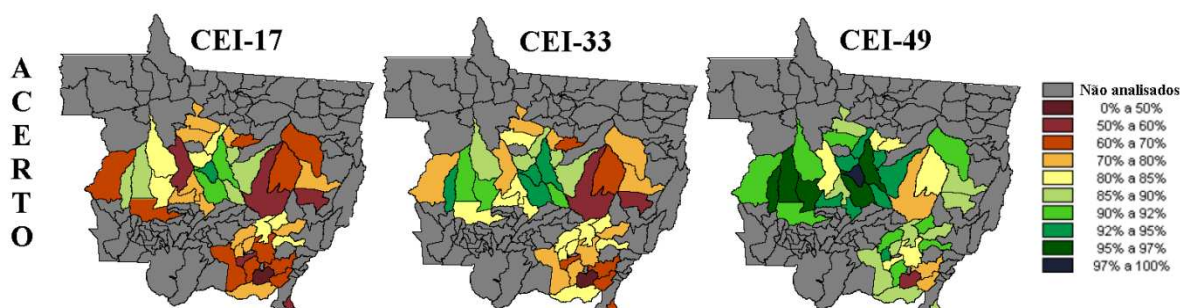 CEI-17
CEI-33
CEI-49
A
C
E
R
T
O
Não analisados
0% a 50%
50% a 60%
60% a 70%
70% a 80%
80% a 85%
85% a 90%
90% a 92%
92% a 95%
95% a 97%
97% a 100%